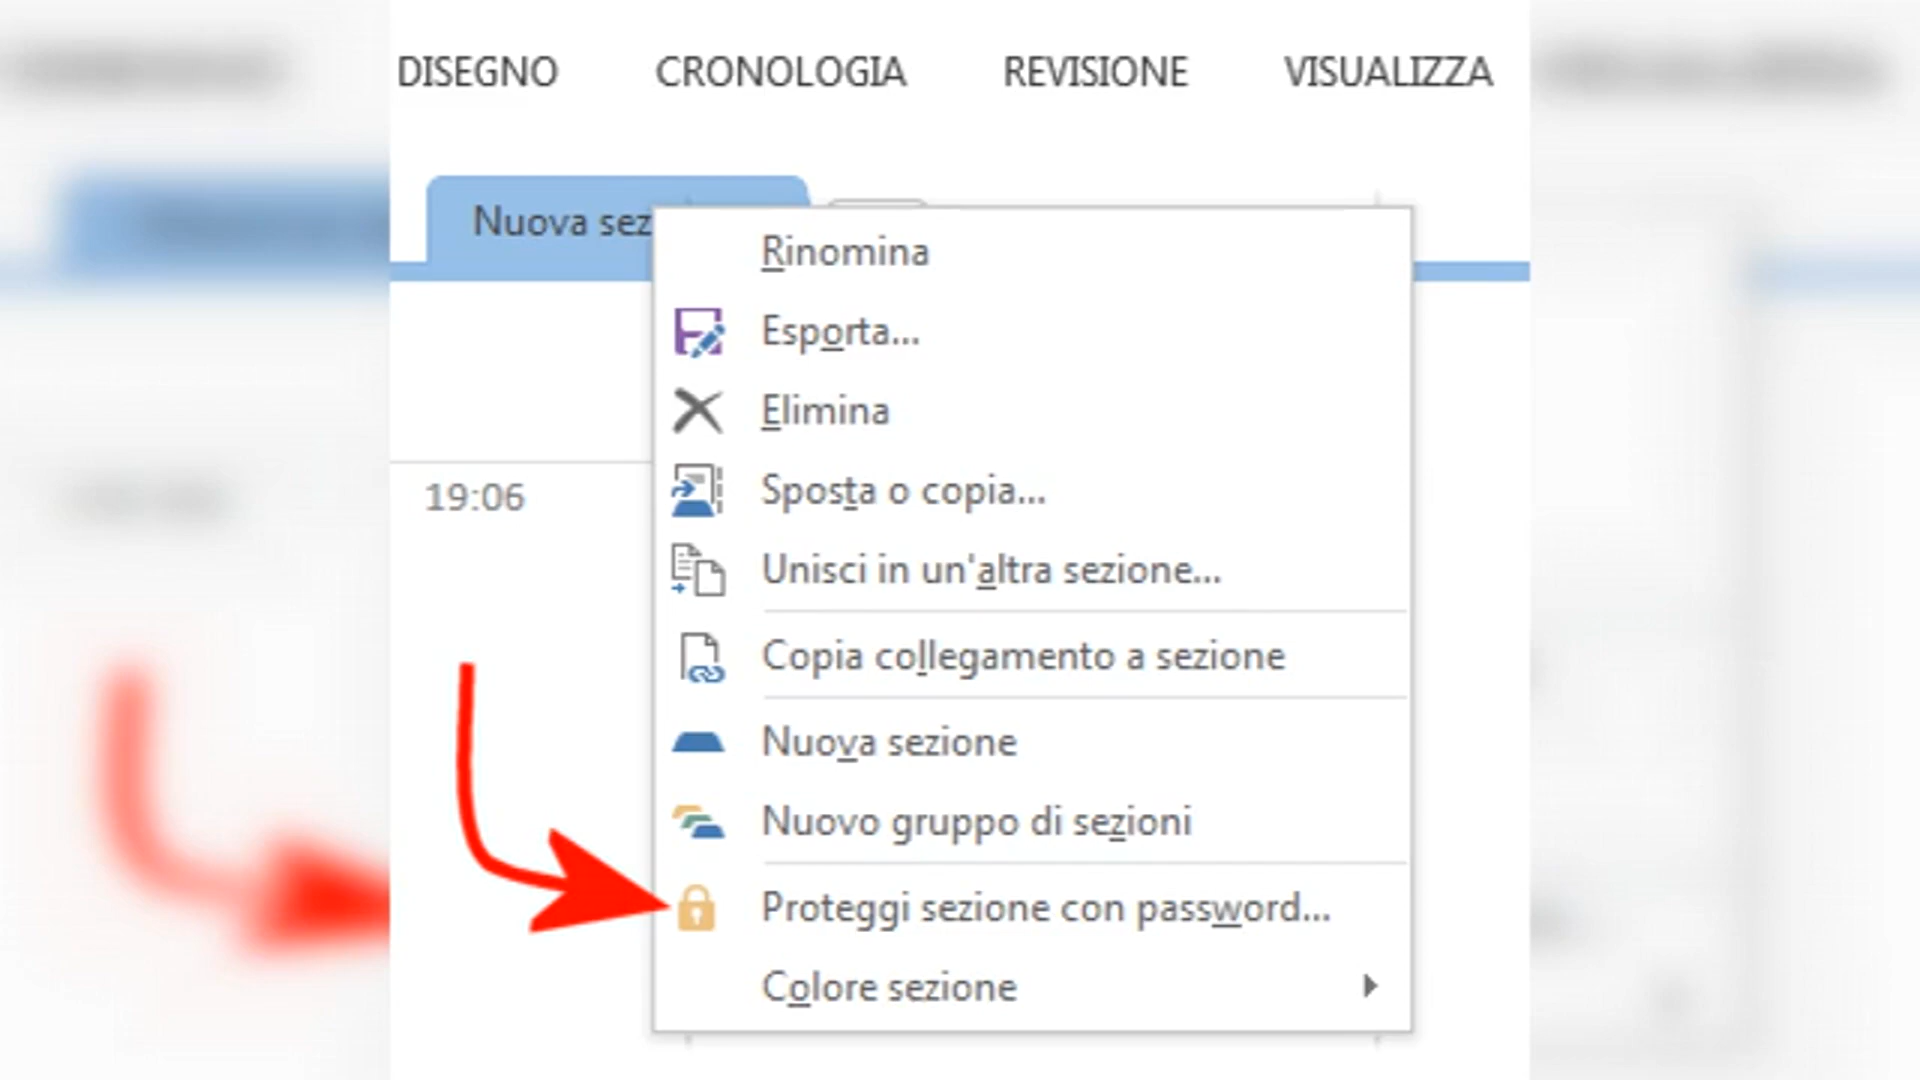 DISEGNO CRONOLOGIA REVISIONE VISUALIZZA
Nuova sez
Rinomina
Esporta...
Elimina
Sposta o copia...
Unisci in un'altra sezione...
19:06
Copia collegamento a sezione
Nuova sezione
Nuovo gruppo di sezioni
Proteggi sezione con password...
Colore sezione